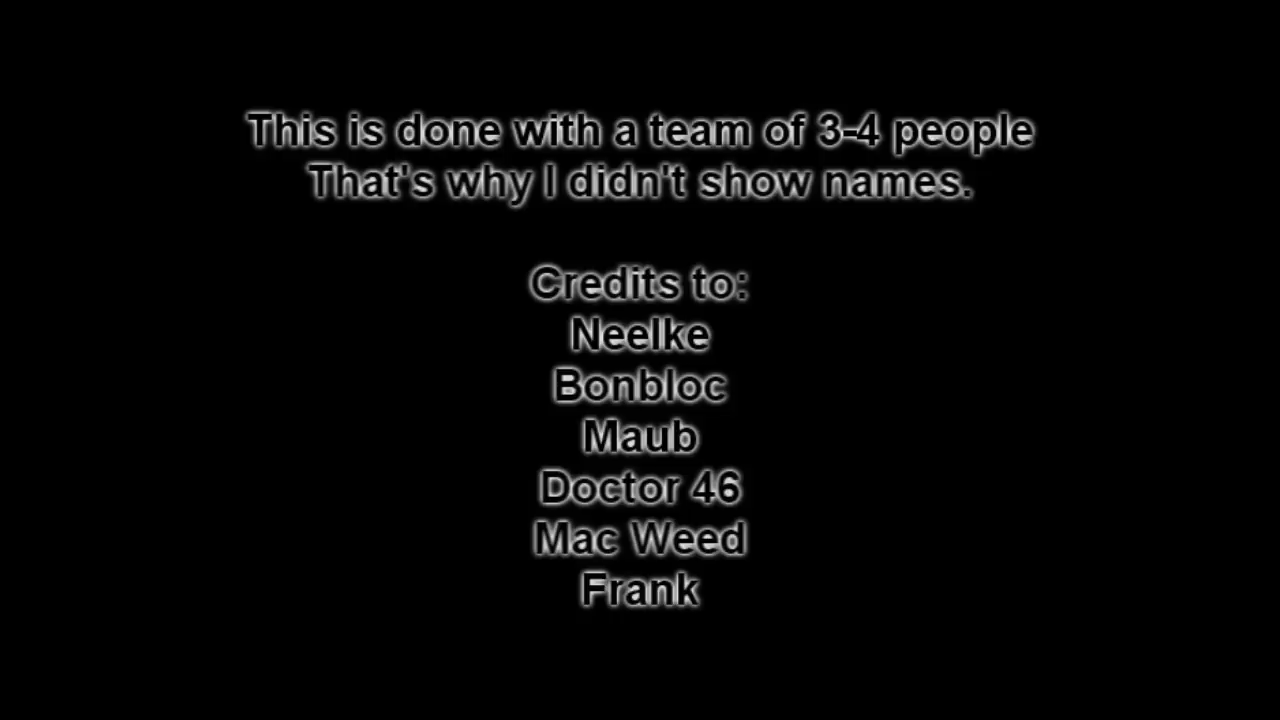 This is done with a team of 3-4 people
That's why I didn't show names.
Credits to:
Neelke
Bonbloc
Maub
Doctor 46
Mac Weed
Frank